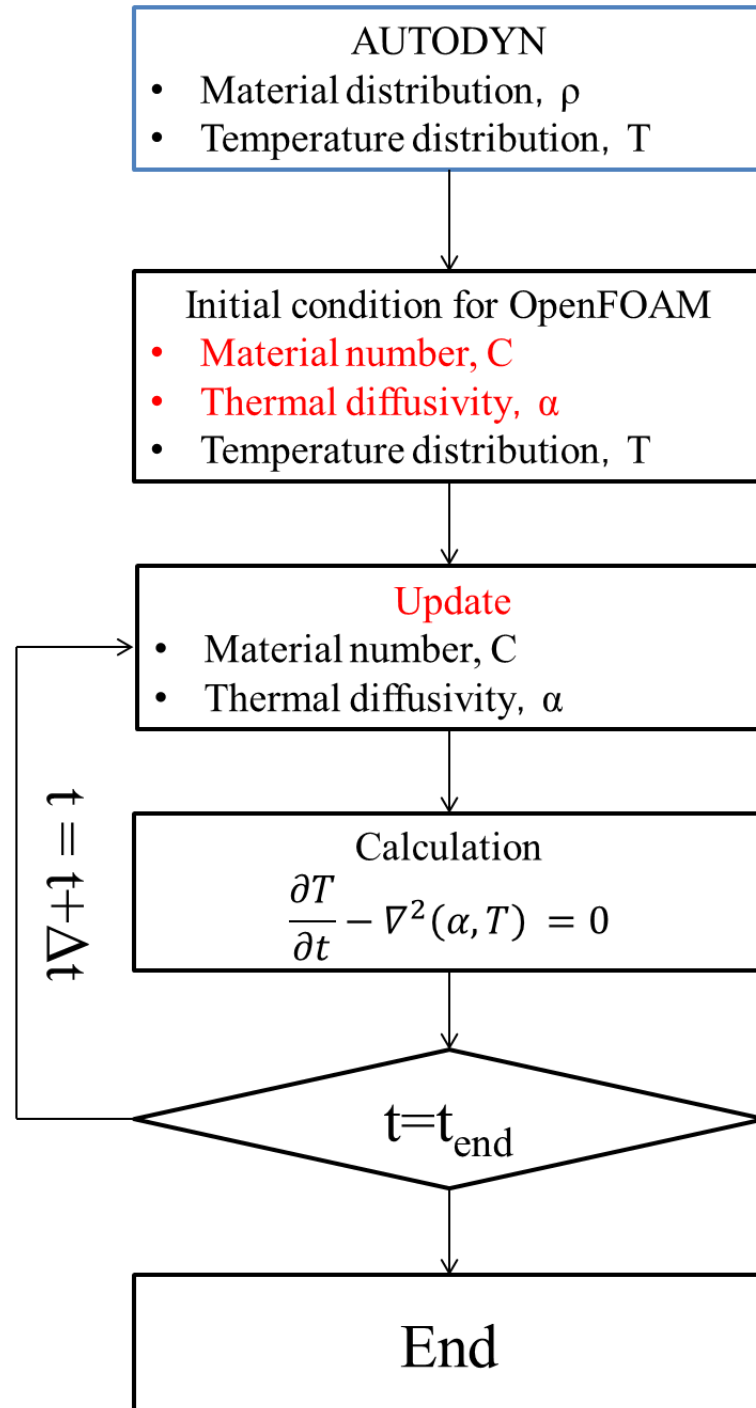 AUTODYN
• Material distribution, ρ
• Temperature distribution, T
Initial condition for OpenFOAM
• Material number, C
• Thermal diffusivity, α
• Temperature distribution, T
Update
• Material number, C
• Thermal diffusivity, α
t = t+Δt
Calculation
∂T/∂t − ∇²(α, T) = 0
t=t_end
End